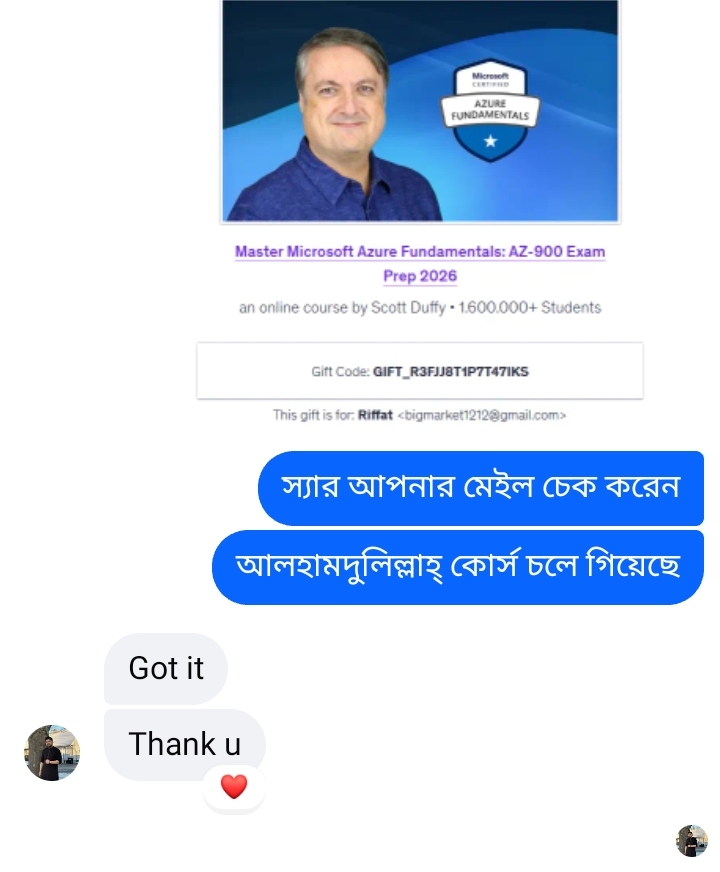 Microsoft
CERTIFIED
AZURE
FUNDAMENTALS
Master Microsoft Azure Fundamentals: AZ-900 Exam
Prep 2026
an online course by Scott Duffy • 1.600.000+ Students
Gift Code: GIFT_R3FJJ8T1P7T47IKS
This gift is for: Riffat <bigmarket1212@gmail.com>
স্যার আপনার মেইল চেক করেন
আলহামদুলিল্লাহ্ কোর্স চলে গিয়েছে
Got it
Thank u